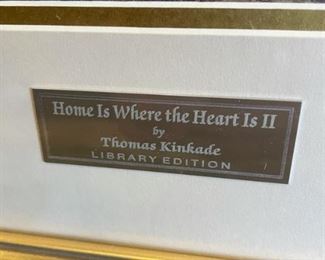 Home Is Where the Heart Is II
by
Thomas Kinkade
LIBRARY EDITION